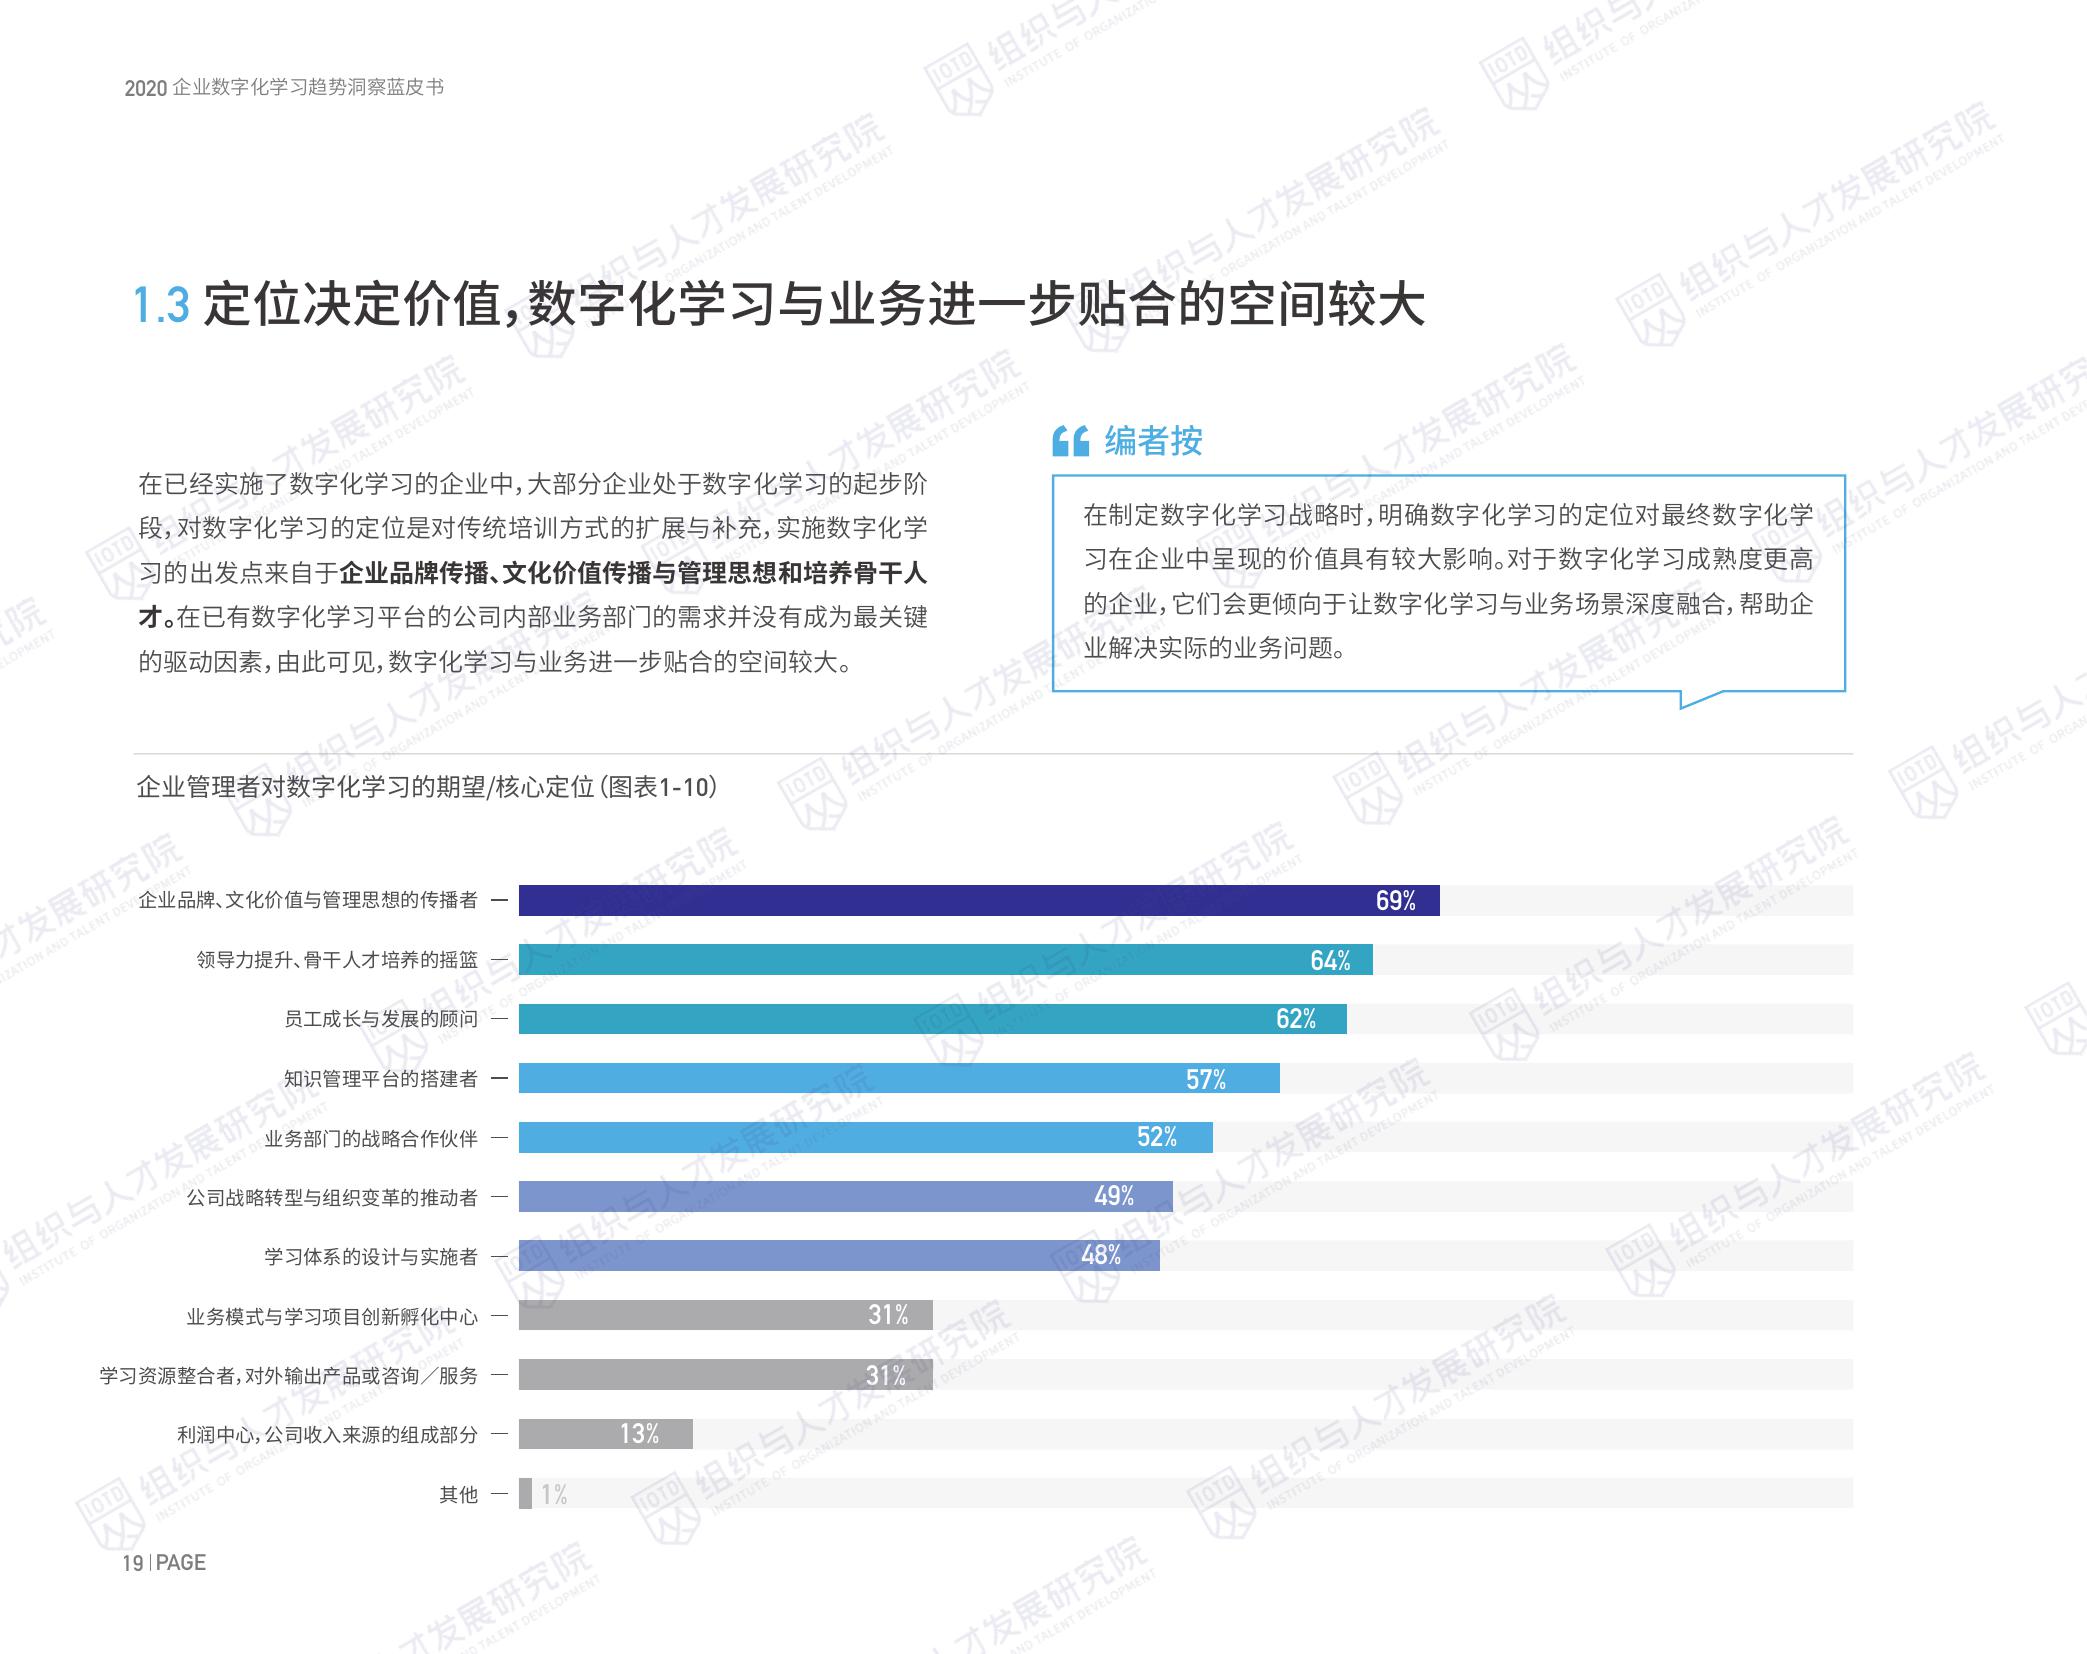 2020 企业数字化学习趋势洞察蓝皮书
1.3 定位决定价值，数字化学习与业务进一步贴合的空间较大
在已经实施了数字化学习的企业中，大部分企业处于数字化学习的起步阶
段，对数字化学习的定位是对传统培训方式的扩展与补充，实施数字化学
习的出发点来自于企业品牌传播、文化价值传播与管理思想和培养骨干人
才。在已有数字化学习平台的公司内部业务部门的需求并没有成为最关键
的驱动因素，由此可见，数字化学习与业务进一步贴合的空间较大。
编者按
在制定数字化学习战略时，明确数字化学习的定位对最终数字化学
习在企业中呈现的价值具有较大影响。对于数字化学习成熟度更高
的企业，它们会更倾向于让数字化学习与业务场景深度融合，帮助企
业解决实际的业务问题。
企业管理者对数字化学习的期望/核心定位（图表1-10）
企业品牌、文化价值与管理思想的传播者 69%
领导力提升、骨干人才培养的摇篮 64%
员工成长与发展的顾问 62%
知识管理平台的搭建者 57%
业务部门的战略合作伙伴 52%
公司战略转型与组织变革的推动者 49%
学习体系的设计与实施者 48%
业务模式与学习项目创新孵化中心 31%
学习资源整合者，对外输出产品或咨询／服务 31%
利润中心，公司收入来源的组成部分 13%
其他 1%
19 | PAGE
IOTD 组织与人才发展研究院
INSTITUTE OF ORGANIZATION AND TALENT DEVELOPMENT